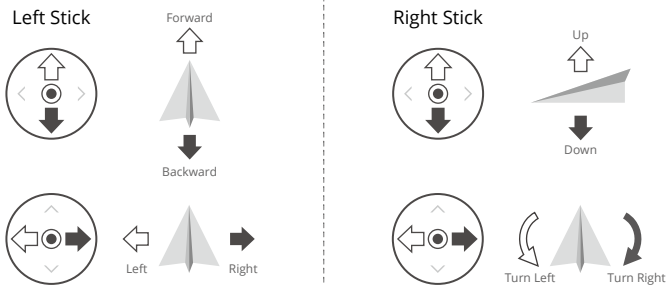 Left Stick
Forward
Backward
Left
Right
Right Stick
Up
Down
Turn Left
Turn Right